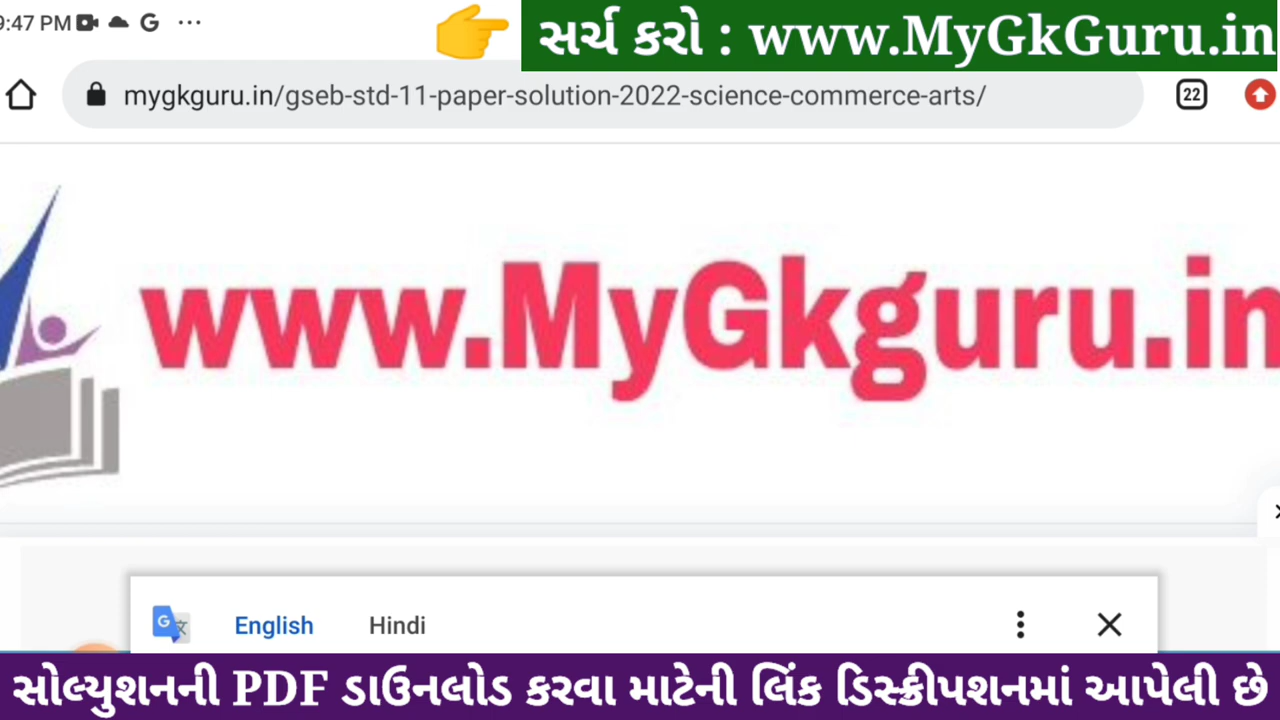 9:47 PM
સર્ચ કરો : www.MyGkGuru.in
mygkguru.in/gseb-std-11-paper-solution-2022-science-commerce-arts/
22
www.MyGkguru.in
English Hindi
સોલ્યુશનની PDF ડાઉનલોડ કરવા માટેની લિંક ડિસ્ક્રીપશનમાં આપેલી છે